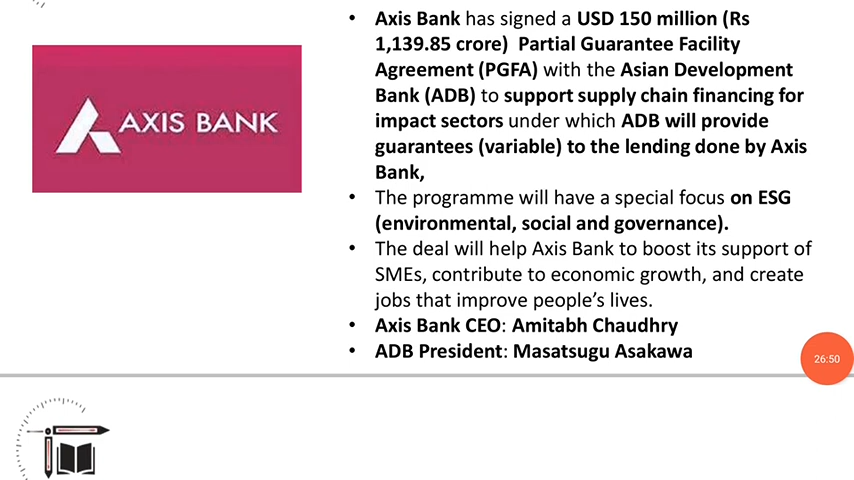 AXIS BANK
• Axis Bank has signed a USD 150 million (Rs
1,139.85 crore)  Partial Guarantee Facility
Agreement (PGFA) with the Asian Development
Bank (ADB) to support supply chain financing for
impact sectors under which ADB will provide
guarantees (variable) to the lending done by Axis
Bank,
• The programme will have a special focus on ESG
(environmental, social and governance).
• The deal will help Axis Bank to boost its support of
SMEs, contribute to economic growth, and create
jobs that improve people’s lives.
• Axis Bank CEO: Amitabh Chaudhry
• ADB President: Masatsugu Asakawa
26:50